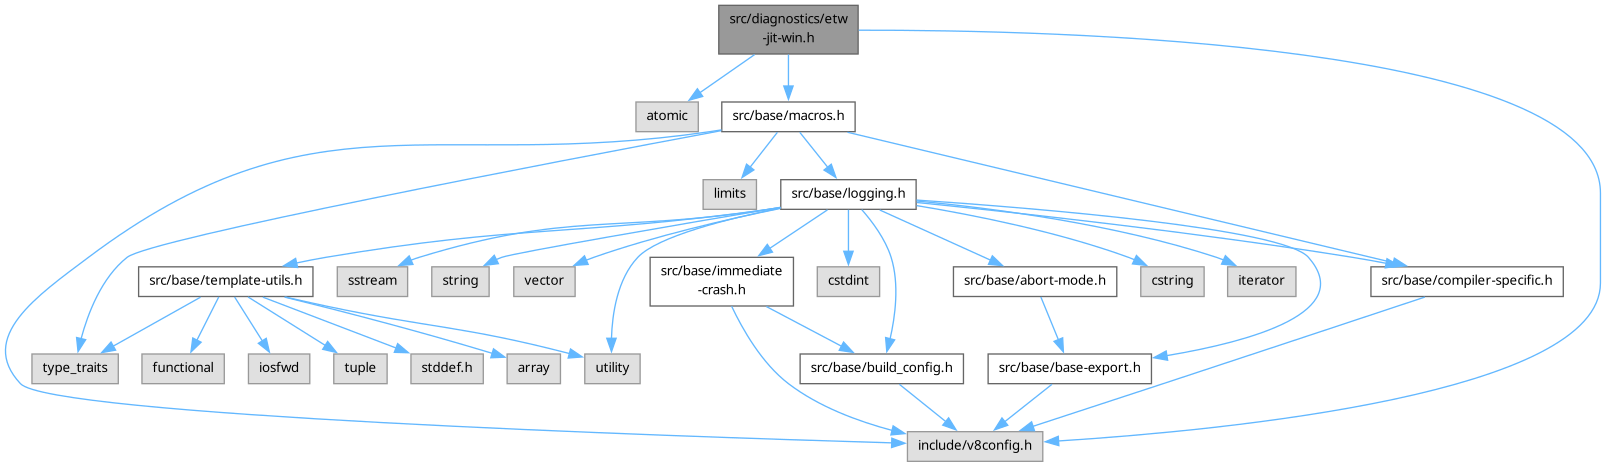 src/diagnostics/etw
-jit-win.h
atomic
src/base/macros.h
limits
src/base/logging.h
src/base/template-utils.h
sstream
string
vector
src/base/immediate
-crash.h
cstdint
src/base/abort-mode.h
cstring
iterator
src/base/compiler-specific.h
type_traits
functional
iosfwd
tuple
stddef.h
array
utility
src/base/build_config.h
src/base/base-export.h
include/v8config.h